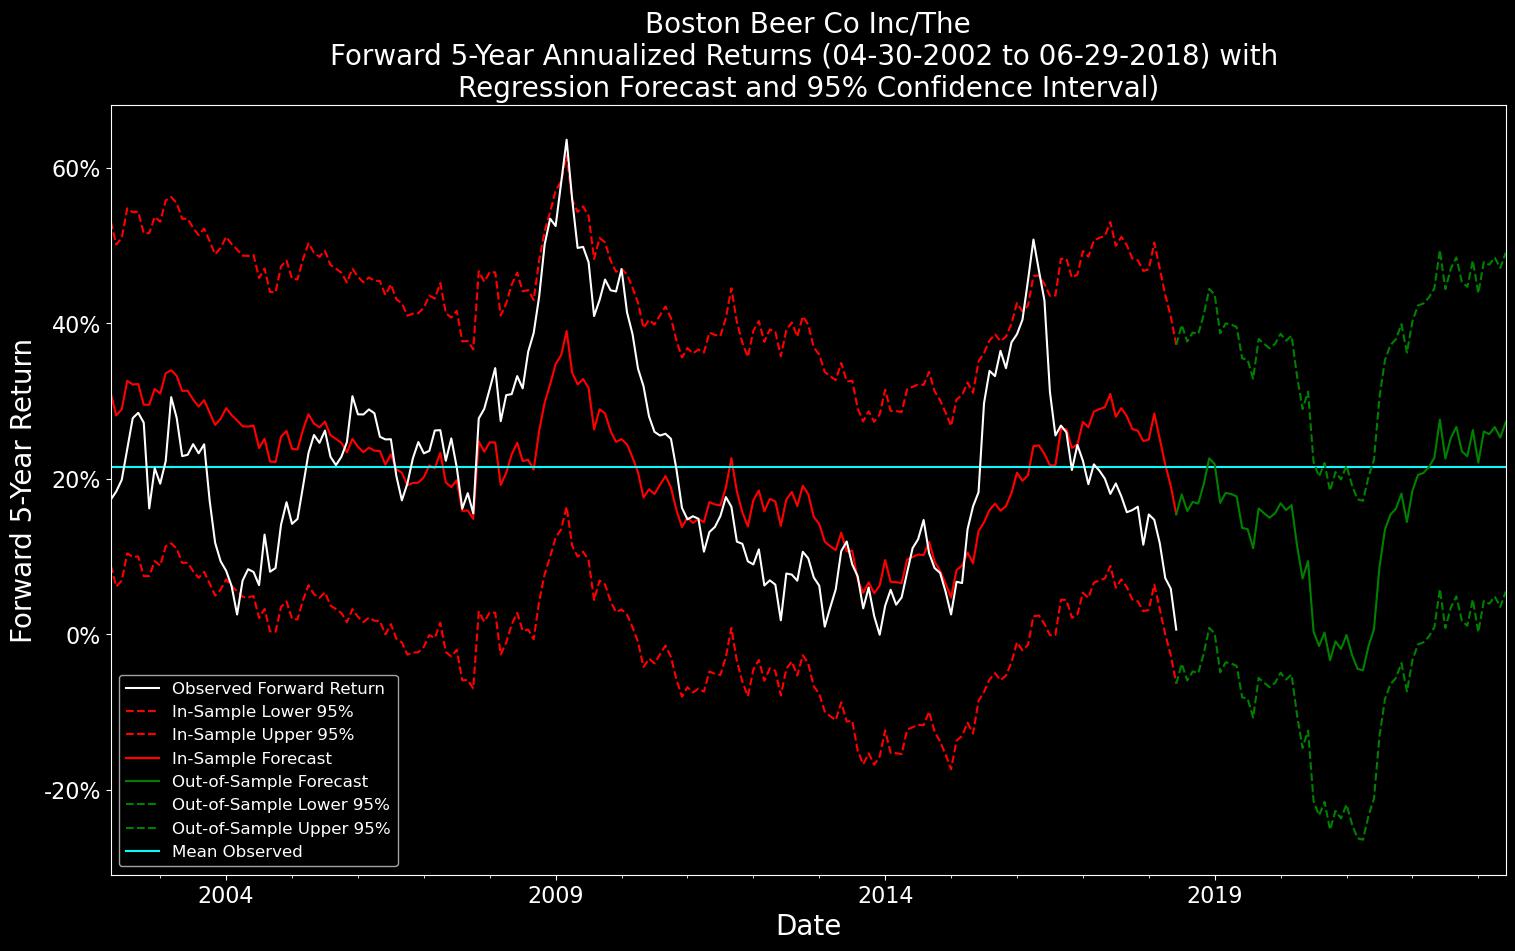 Boston Beer Co Inc/The
Forward 5-Year Annualized Returns (04-30-2002 to 06-29-2018) with
Regression Forecast and 95% Confidence Interval)
Forward 5-Year Return
60%
40%
20%
0%
-20%
Observed Forward Return
In-Sample Lower 95%
In-Sample Upper 95%
In-Sample Forecast
Out-of-Sample Forecast
Out-of-Sample Lower 95%
Out-of-Sample Upper 95%
Mean Observed
2004 2009 2014 2019
Date